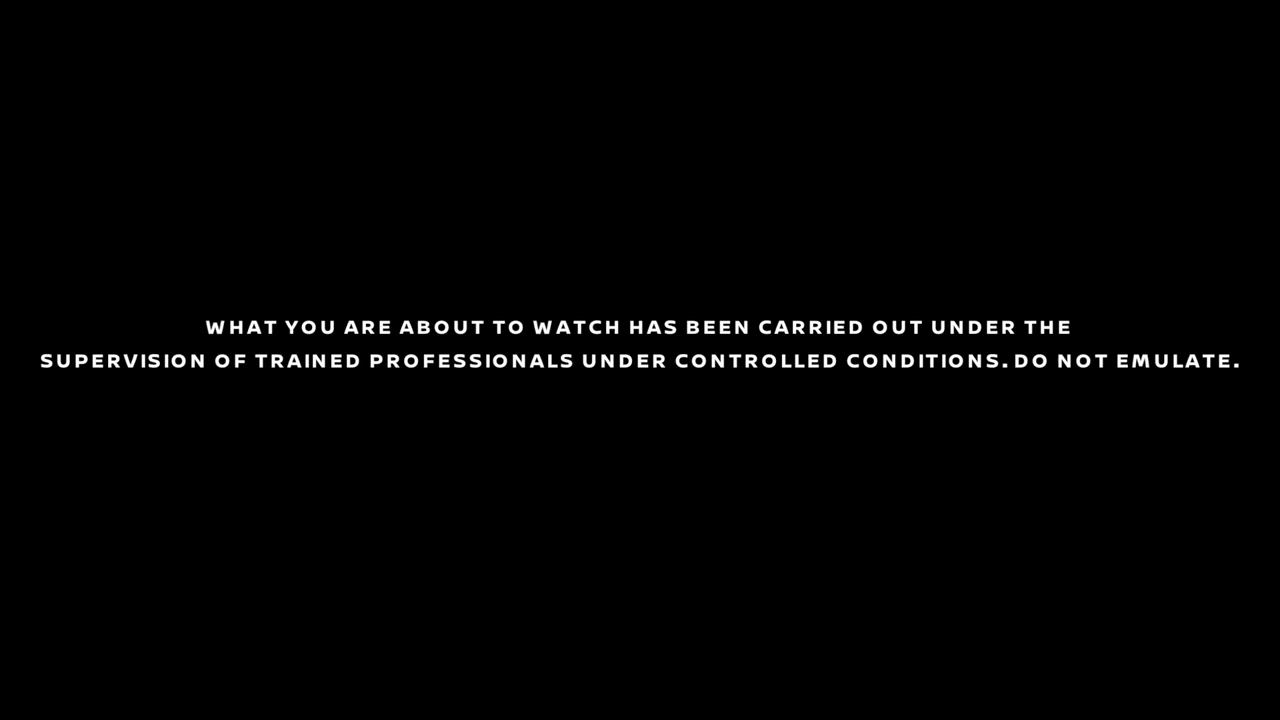 WHAT YOU ARE ABOUT TO WATCH HAS BEEN CARRIED OUT UNDER THE
SUPERVISION OF TRAINED PROFESSIONALS UNDER CONTROLLED CONDITIONS. DO NOT EMULATE.